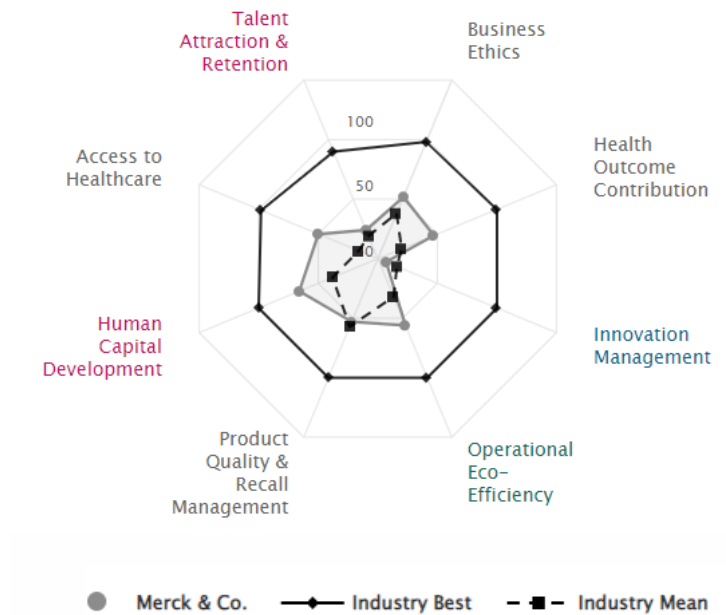 Talent
Attraction &
Retention
Business
Ethics
Health
Outcome
Contribution
Innovation
Management
Operational
Eco-
Efficiency
Product
Quality &
Recall
Management
Human
Capital
Development
Access to
Healthcare
100
50
0
Merck & Co.
Industry Best
Industry Mean